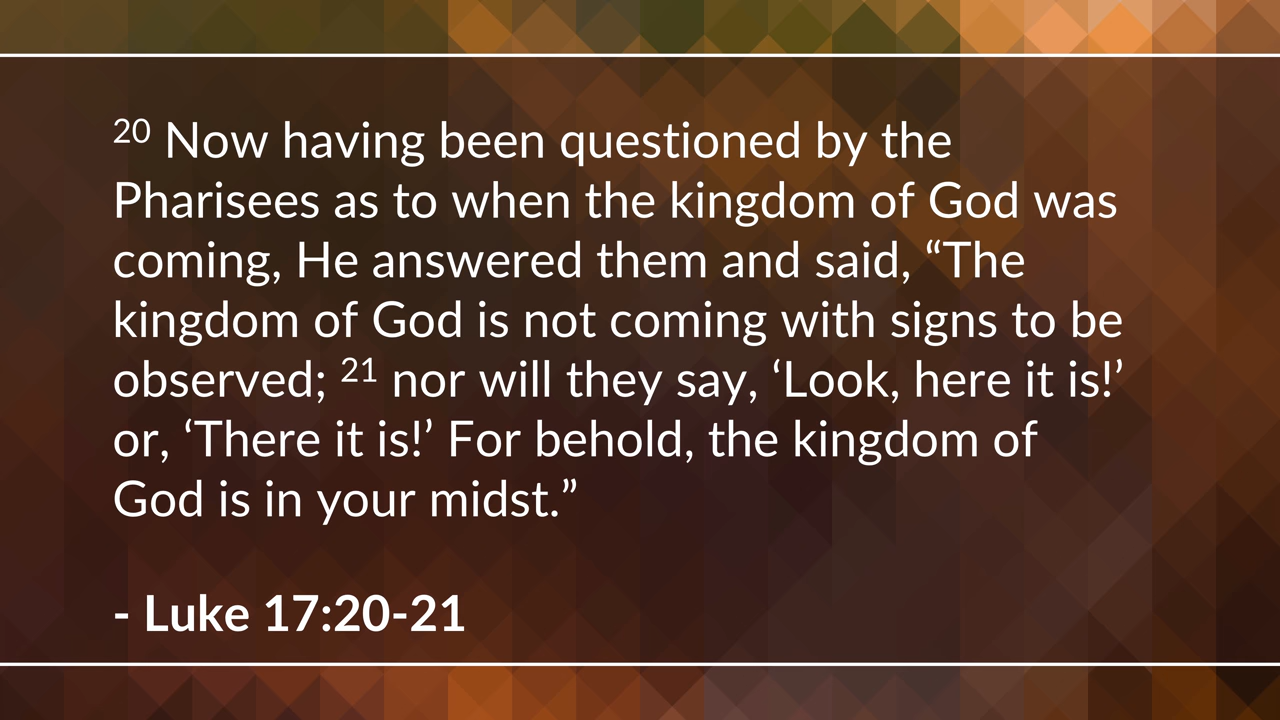 20 Now having been questioned by the
Pharisees as to when the kingdom of God was
coming, He answered them and said, “The
kingdom of God is not coming with signs to be
observed; 21 nor will they say, ‘Look, here it is!’
or, ‘There it is!’ For behold, the kingdom of
God is in your midst.”
- Luke 17:20-21